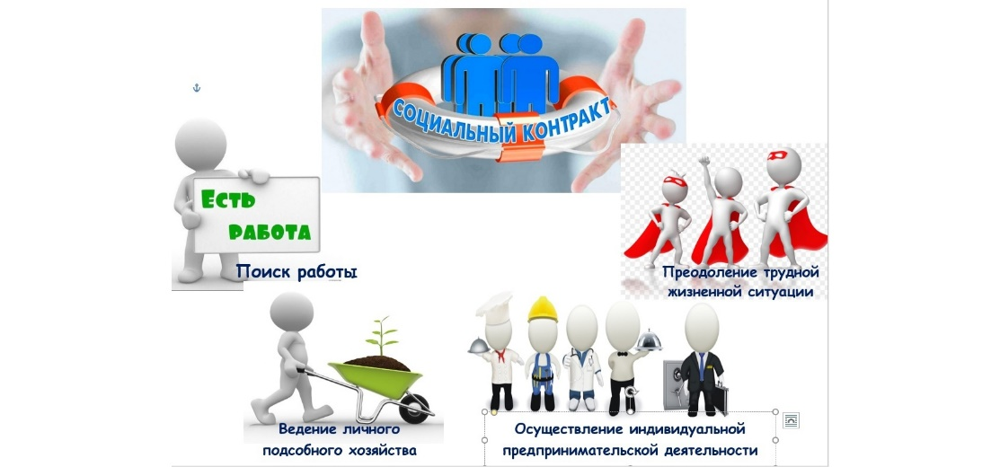 СОЦИАЛЬНЫЙ КОНТРАКТ
Есть
работа
Поиск работы
Преодоление трудной
жизненной ситуации
Ведение личного
подсобного хозяйства
Осуществление индивидуальной
предпринимательской деятельности